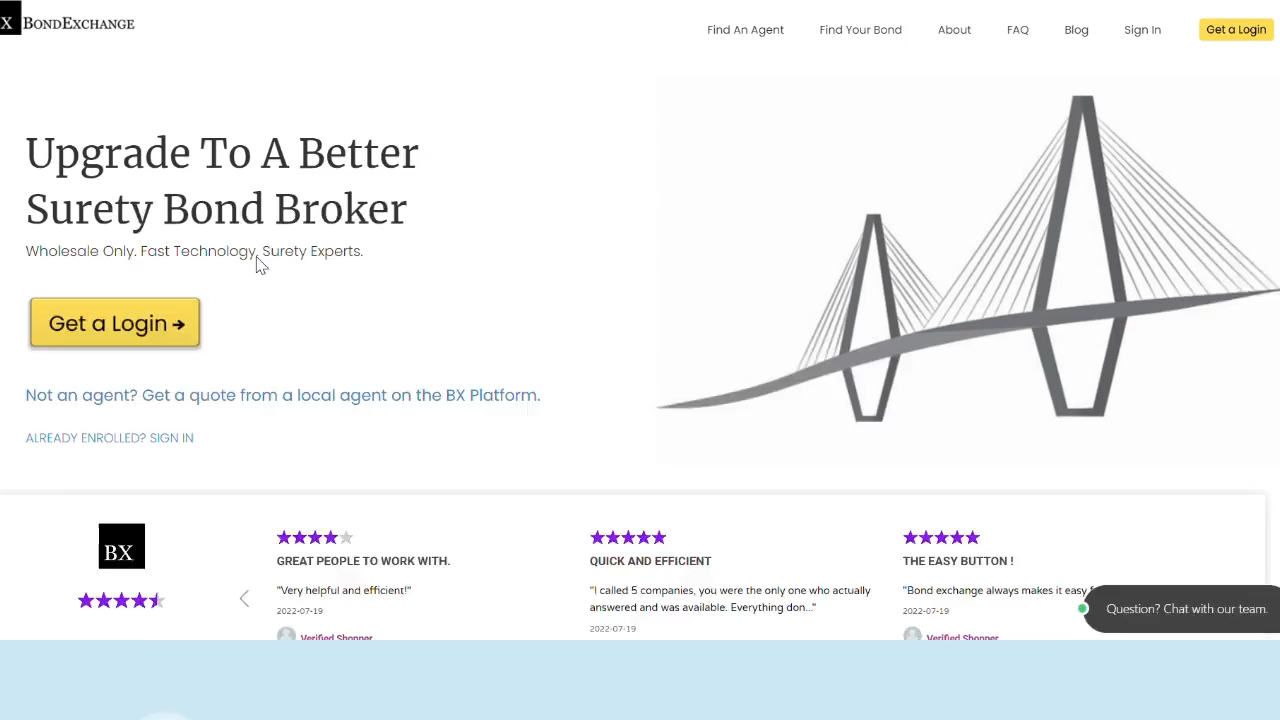 X BONDEXCHANGE
Find An Agent
Find Your Bond
About
FAQ
Blog
Sign In
Get a Login
Upgrade To A Better
Surety Bond Broker
Wholesale Only. Fast Technology. Surety Experts.
Get a Login →
Not an agent? Get a quote from a local agent on the BX Platform.
ALREADY ENROLLED? SIGN IN
BX
GREAT PEOPLE TO WORK WITH.
"Very helpful and efficient!"
2022-07-19
Verified Shopper
QUICK AND EFFICIENT
"I called 5 companies, you were the only one who actually
answered and was available. Everything don..."
2022-07-19
THE EASY BUTTON !
"Bond exchange always makes it easy
2022-07-19
Verified Shopper
Question? Chat with our team.